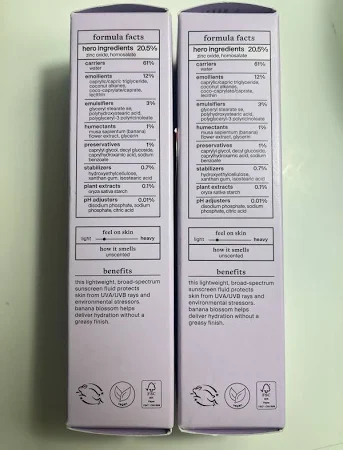 formula facts
hero ingredients 20.5%
zinc oxide, homosalate
carriers 61%
water
emollients 12%
caprylic/capric triglyceride,
coconut alkanes,
coco-caprylate/caprate,
lecithin
emulsifiers 3%
glyceryl stearate se,
polyhydroxystearic acid,
polyglyceryl-3 polyricinoleate
humectants 1%
musa sapientum (banana)
flower extract, glycerin
preservatives 1%
caprylyl glycol, decyl glucoside,
caprylhydroxamic acid, sodium
benzoate
stabilizers 0.7%
hydroxyethylcellulose,
xanthan gum, isostearic acid
plant extracts 0.1%
oryza sativa starch
pH adjusters 0.01%
disodium phosphate, sodium
phosphate, citric acid
feel on skin
light heavy
how it smells
unscented
benefits
this lightweight, broad-spectrum
sunscreen fluid protects
skin from UVA/UVB rays and
environmental stressors.
banana blossom helps
deliver hydration without a
greasy finish.
vegan
FSC
formula facts
hero ingredients 20.5%
zinc oxide, homosalate
carriers 61%
water
emollients 12%
caprylic/capric triglyceride,
coconut alkanes,
coco-caprylate/caprate,
lecithin
emulsifiers 3%
glyceryl stearate se,
polyhydroxystearic acid,
polyglyceryl-3 polyricinoleate
humectants 1%
musa sapientum (banana)
flower extract, glycerin
preservatives 1%
caprylyl glycol, decyl glucoside,
caprylhydroxamic acid, sodium
benzoate
stabilizers 0.7%
hydroxyethylcellulose,
xanthan gum, isostearic acid
plant extracts 0.1%
oryza sativa starch
pH adjusters 0.01%
disodium phosphate, sodium
phosphate, citric acid
feel on skin
light heavy
how it smells
unscented
benefits
this lightweight, broad-spectrum
sunscreen fluid protects
skin from UVA/UVB rays and
environmental stressors.
banana blossom helps
deliver hydration without a
greasy finish.
vegan
FSC